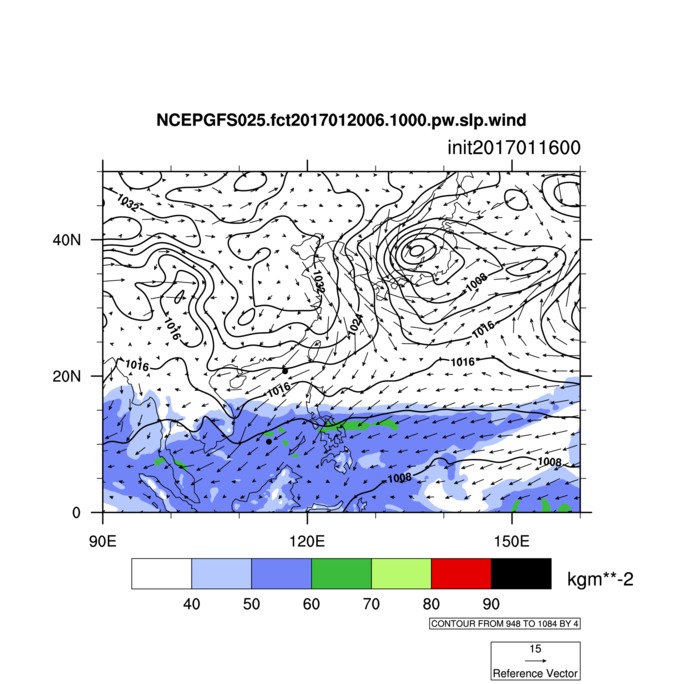 NCEPGFS025.fct2017012006.1000.pw.slp.wind
init2017011600
1032
40N
1032
1008
1016
1024
1016
1016
1016
20N
1016
1008
1008
0
90E 120E 150E
40 50 60 70 80 90
kgm**-2
CONTOUR FROM 948 TO 1084 BY 4
15
Reference Vector